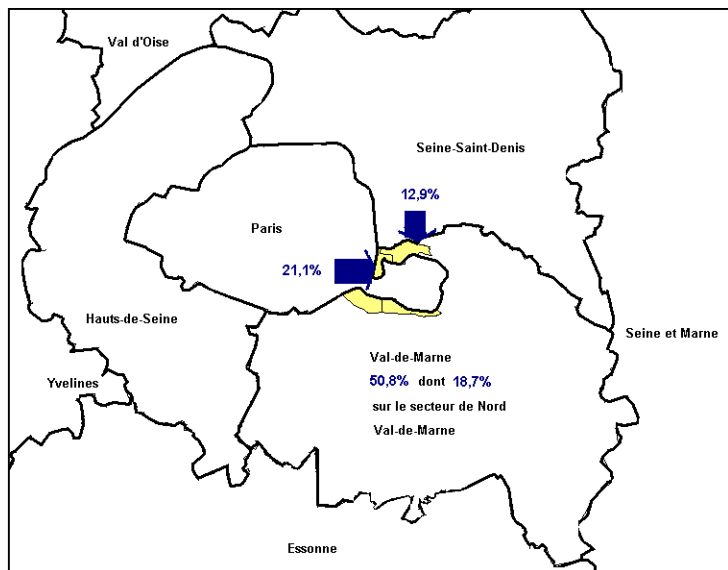 Val d'Oise
Seine-Saint-Denis
12,9%
Paris
21,1%
Hauts-de-Seine
Seine et Marne
Val-de-Marne
50,8% dont 18,7%
sur le secteur de Nord
Val-de-Marne
Yvelines
Essonne